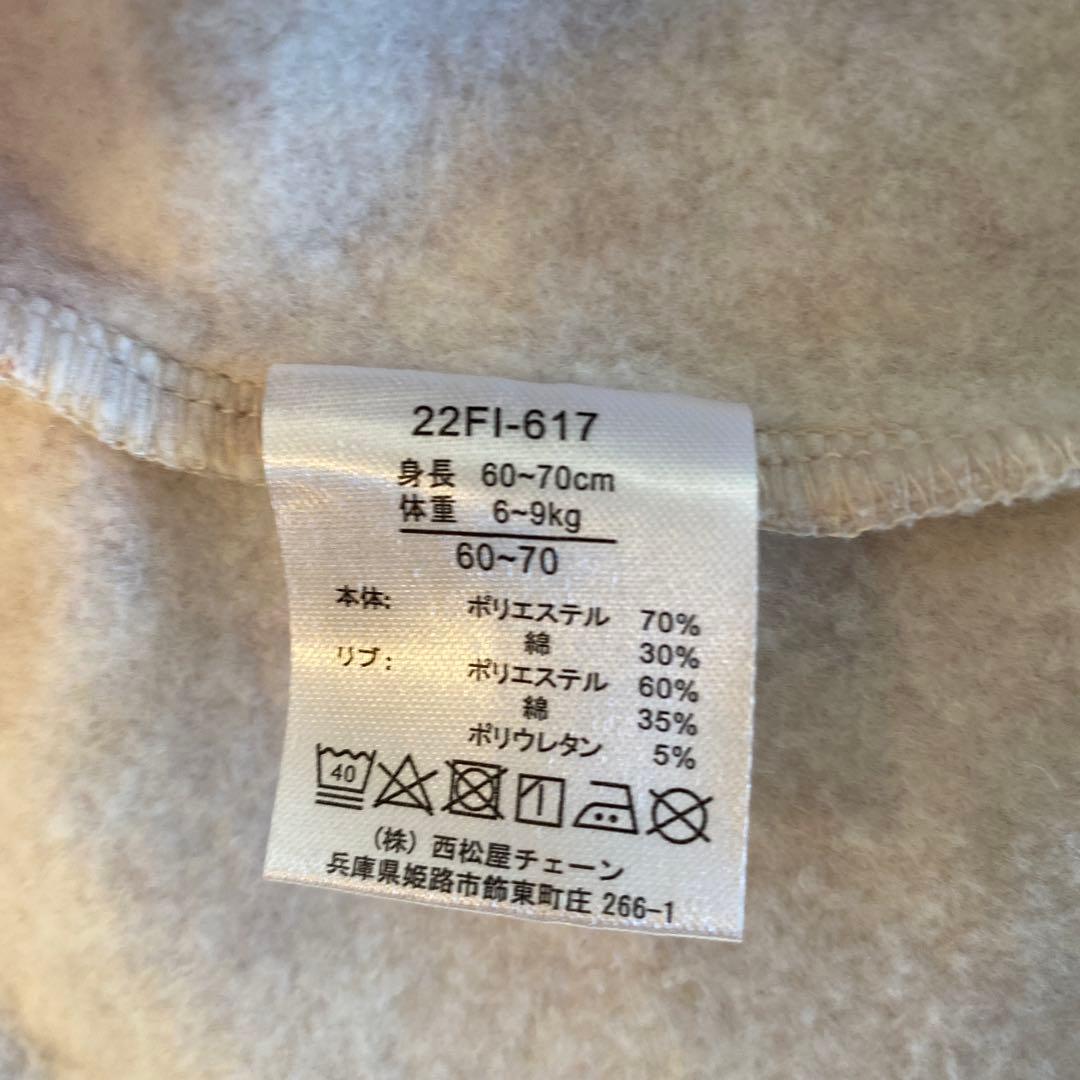 22FI-617
身長 60~70cm
体重 6~9kg
60~70
本体: ポリエステル 70%
綿 30%
リブ: ポリエステル 60%
綿 35%
ポリウレタン 5%
40
(株) 西松屋チェーン
兵庫県姫路市飾東町庄 266-1